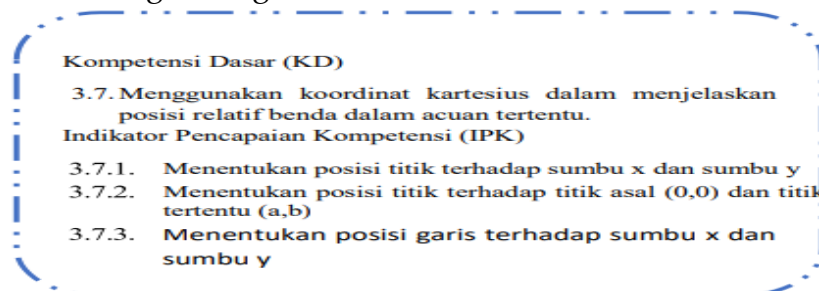 Kompetensi Dasar (KD)
3.7. Menggunakan koordinat kartesius dalam menjelaskan
posisi relatif benda dalam acuan tertentu.
Indikator Pencapaian Kompetensi (IPK)
3.7.1. Menentukan posisi titik terhadap sumbu x dan sumbu y
3.7.2. Menentukan posisi titik terhadap titik asal (0,0) dan titik
tertentu (a,b)
3.7.3. Menentukan posisi garis terhadap sumbu x dan
sumbu y